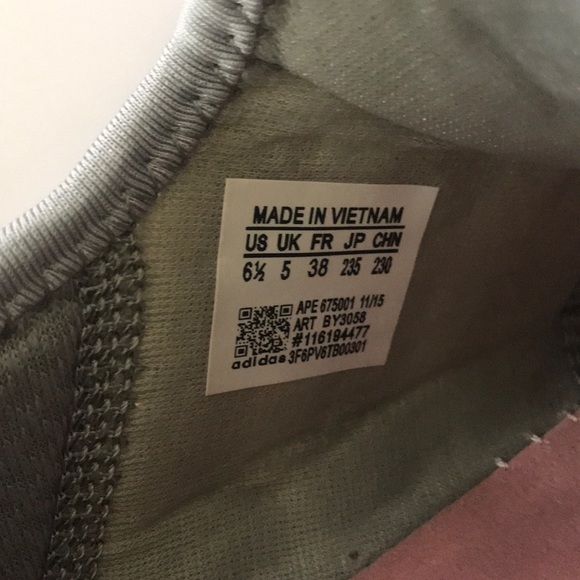 MADE IN VIETNAM
US UK FR JP CHN
6½ 5 38 235 230
APE 675001 11/15
ART BY3058
#116194477
adidas 3F6PV6TB00301